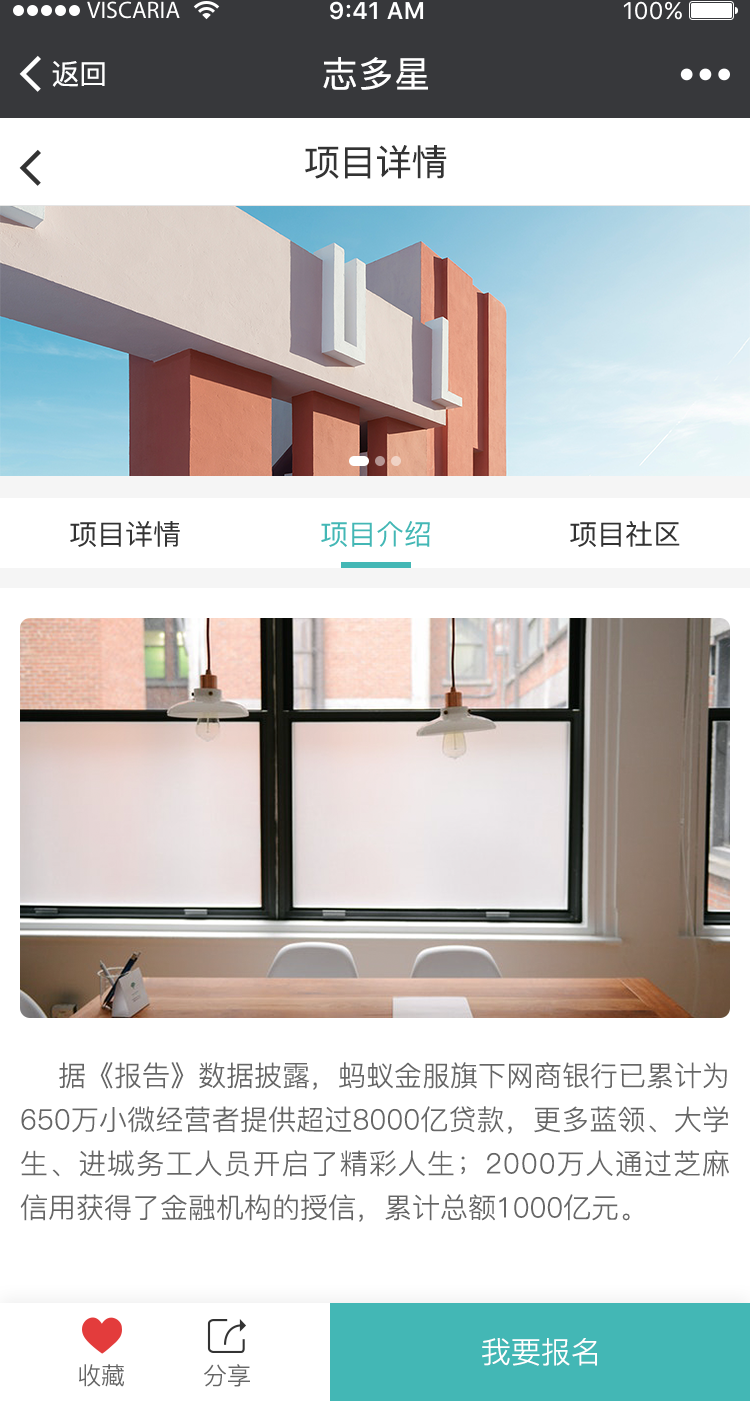 VISCARIA 9:41 AM 100%
返回 志多星
项目详情
U
L
项目详情 项目介绍 项目社区
据《报告》数据披露，蚂蚁金服旗下网商银行已累计为
650万小微经营者提供超过8000亿贷款，更多蓝领、大学
生、进城务工人员开启了精彩人生；2000万人通过芝麻
信用获得了金融机构的授信，累计总额1000亿元。
收藏 分享 我要报名